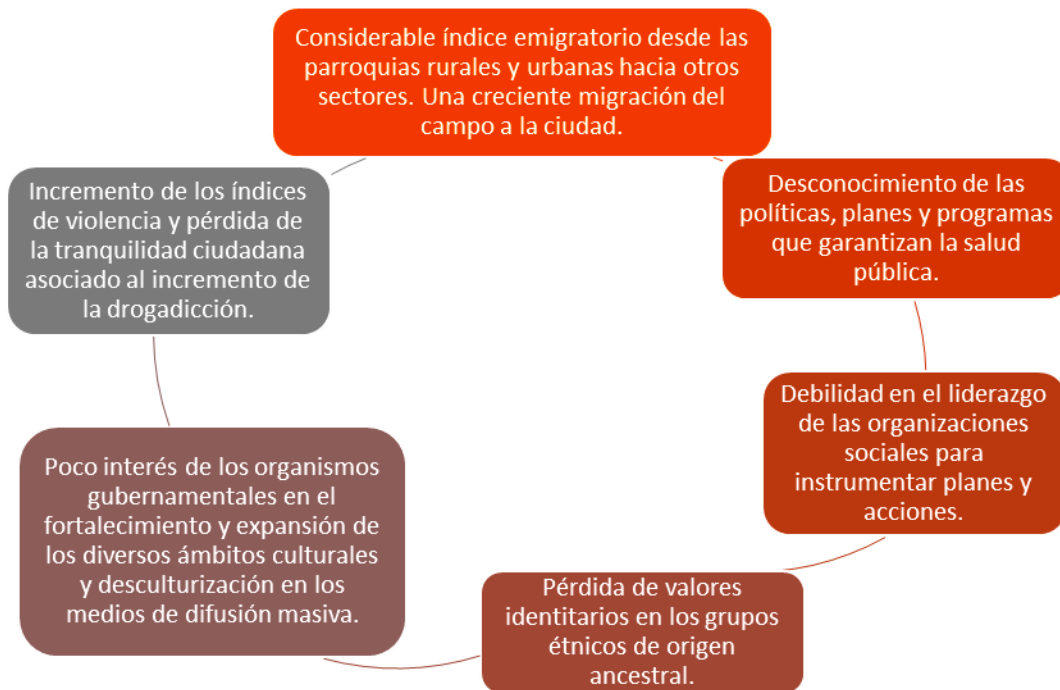 Considerable índice emigratorio desde las
parroquias rurales y urbanas hacia otros
sectores. Una creciente migración del
campo a la ciudad.
Desconocimiento de las
políticas, planes y programas
que garantizan la salud
pública.
Debilidad en el liderazgo
de las organizaciones
sociales para
instrumentar planes y
acciones.
Pérdida de valores
identitarios en los grupos
étnicos de origen
ancestral.
Poco interés de los organismos
gubernamentales en el
fortalecimiento y expansión de
los diversos ámbitos culturales
y desculturización en los
medios de difusión masiva.
Incremento de los índices
de violencia y pérdida de
la tranquilidad ciudadana
asociado al incremento de
la drogadicción.